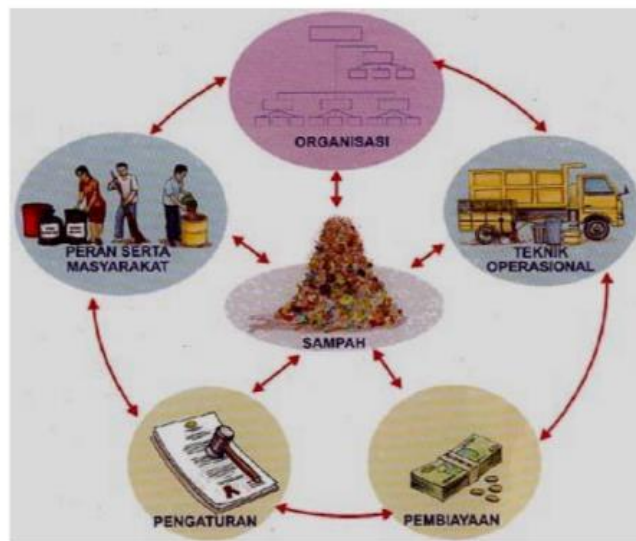 ORGANISASI
PERAN SERTA
MASYARAKAT
TEKNIK
OPERASIONAL
SAMPAH
PENGATURAN
PEMBIAYAAN